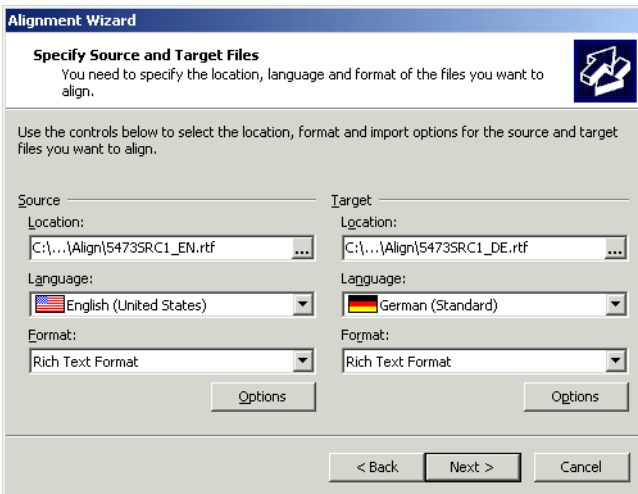 Alignment Wizard
Specify Source and Target Files
You need to specify the location, language and format of the files you want to
align.
Use the controls below to select the location, format and import options for the source and target
files you want to align.
Source
Location:
C:\...\Align\5473SRC1_EN.rtf
...
Language:
English (United States)
Format:
Rich Text Format
Options
Target
Location:
C:\...\Align\5473SRC1_DE.rtf
...
Language:
German (Standard)
Format:
Rich Text Format
Options
< Back
Next >
Cancel